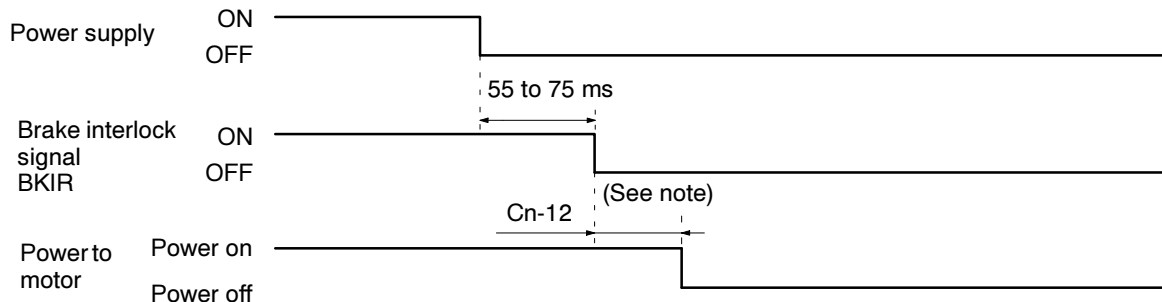 Power supply
ON
OFF
55 to 75 ms
Brake interlock
signal
BKIR
ON
OFF
(See note)
Cn-12
Power to
motor
Power on
Power off